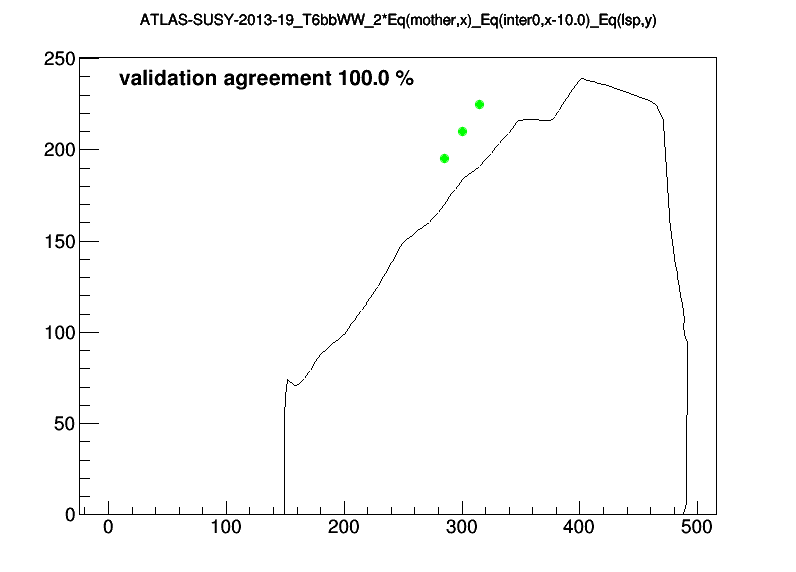 ATLAS-SUSY-2013-19_T6bbWW_2*Eq(mother,x)_Eq(inter0,x-10.0)_Eq(lsp,y)
validation agreement 100.0 %
250
200
150
100
50
0
0 100 200 300 400 500